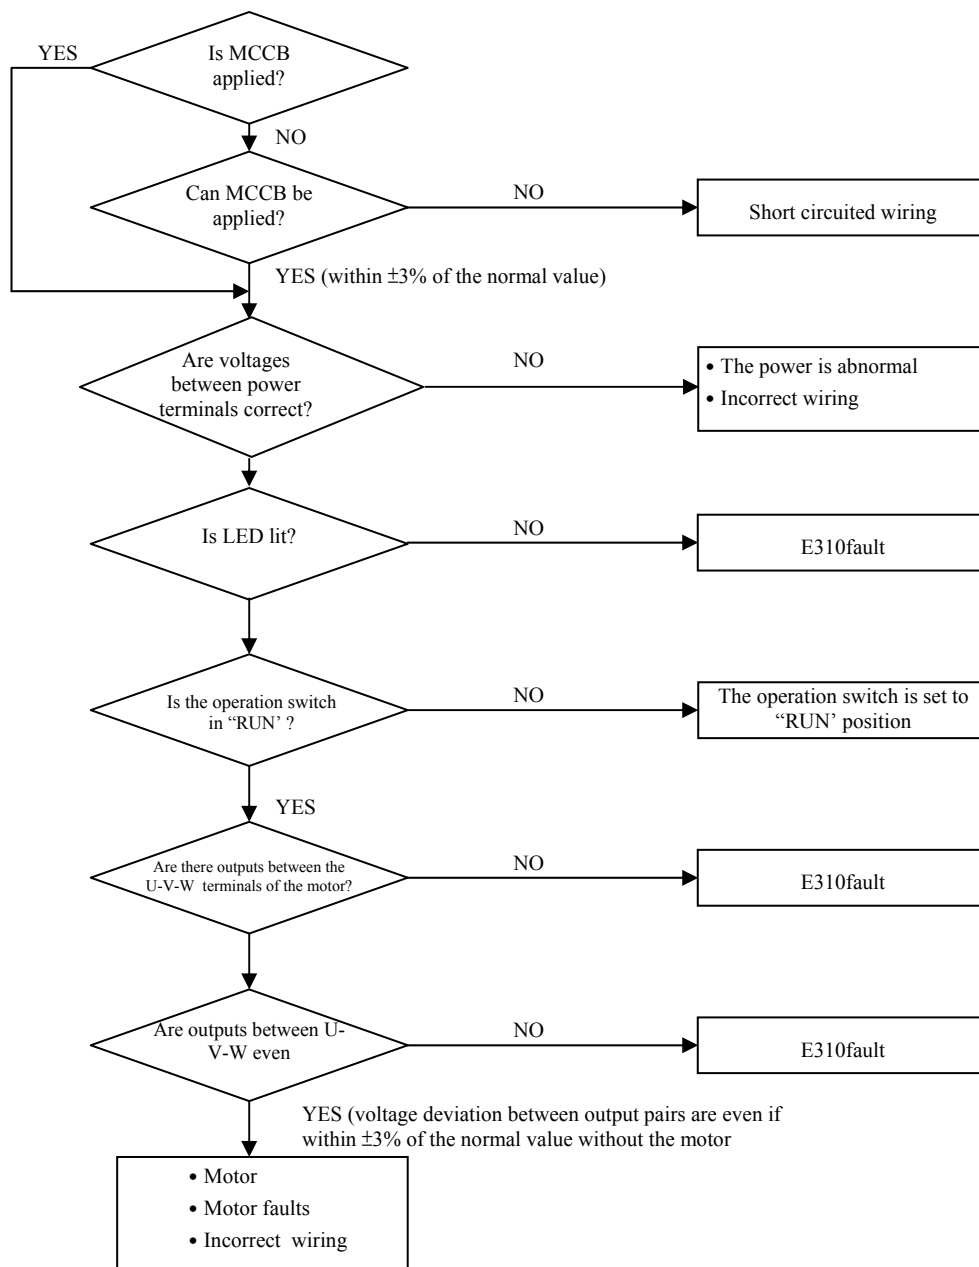 YES
Is MCCB
applied?
NO
Can MCCB be
applied?
NO
Short circuited wiring
YES (within ±3% of the normal value)
Are voltages
between power
terminals correct?
NO
• The power is abnormal
• Incorrect wiring
Is LED lit?
NO
E310fault
Is the operation switch
in “RUN’ ?
NO
The operation switch is set to
“RUN’ position
YES
Are there outputs between the
U-V-W terminals of the motor?
NO
E310fault
Are outputs between U-
V-W even
NO
E310fault
YES (voltage deviation between output pairs are even if
within ±3% of the normal value without the motor
• Motor
• Motor faults
• Incorrect wiring